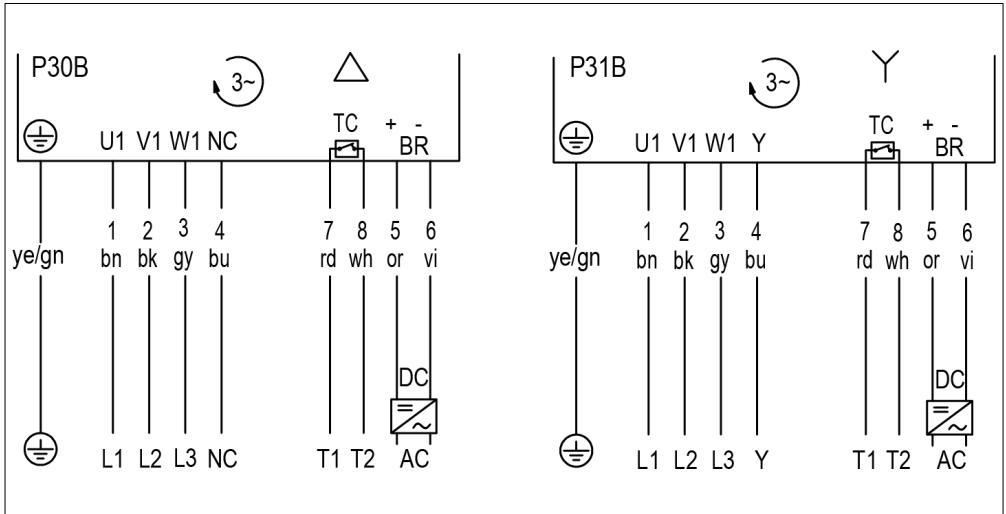 P30B 3~
TC + -
U1 V1 W1 NC BR
1 2 3 4 7 8 5 6
ye/gn bn bk gy bu rd wh or vi
DC
L1 L2 L3 NC T1 T2 AC
P31B 3~
TC + -
U1 V1 W1 Y BR
1 2 3 4 7 8 5 6
ye/gn bn bk gy bu rd wh or vi
DC
L1 L2 L3 Y T1 T2 AC